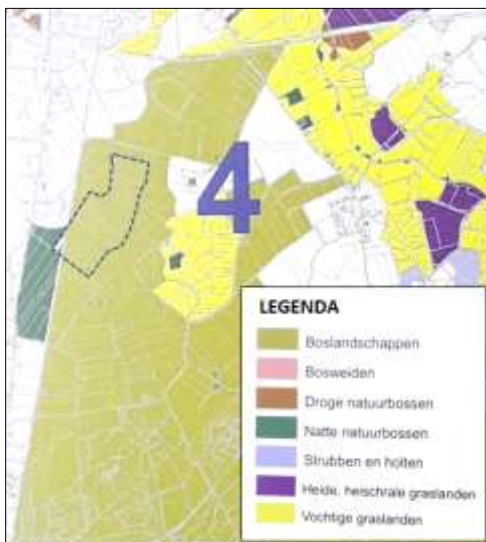 4
LEGENDA
Boslandschappen
Bosweiden
Droge natuurbossen
Natte natuurbossen
Strubben en holten
Heide, heischrale graslanden
Vochtige graslanden